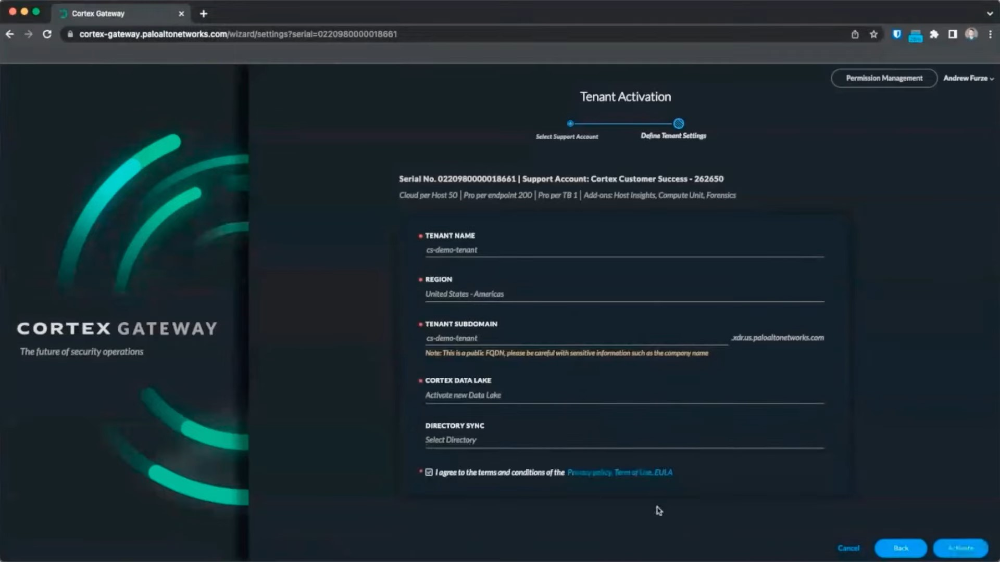 Cortex Gateway
cortex-gateway.paloaltonetworks.com/wizard/settings?serial=0220980000018661
Permission Management
Andrew Furze
Tenant Activation
Select Support Account
Define Tenant Settings
Serial No. 0220980000018661 | Support Account: Cortex Customer Success - 262650
Cloud per Host 50 | Pro per endpoint 200 | Pro per TB 1 | Add-ons: Host Insights, Compute Unit, Forensics
TENANT NAME
cs-demo-tenant
REGION
United States - Americas
TENANT SUBDOMAIN
cs-demo-tenant
.xdr.us.paloaltonetworks.com
Note: This is a public FQDN, please be careful with sensitive information such as the company name
CORTEX DATA LAKE
Activate new Data Lake
DIRECTORY SYNC
Select Directory
I agree to the terms and conditions of the Privacy policy, Term of Use, EULA
CORTEX GATEWAY
The future of security operations
Cancel
Back
Activate